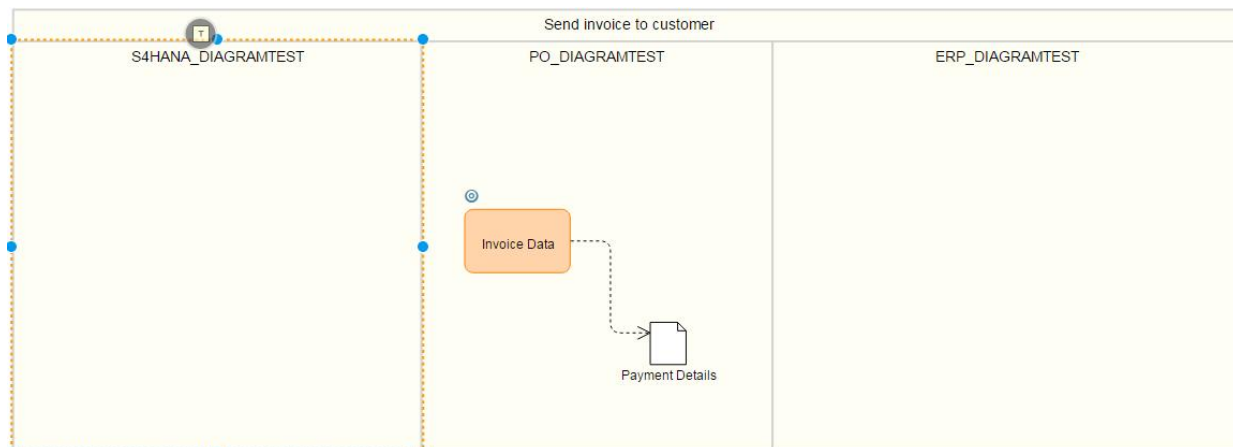 Send invoice to customer
T
S4HANA_DIAGRAMTEST
PO_DIAGRAMTEST
ERP_DIAGRAMTEST
Invoice Data
Payment Details